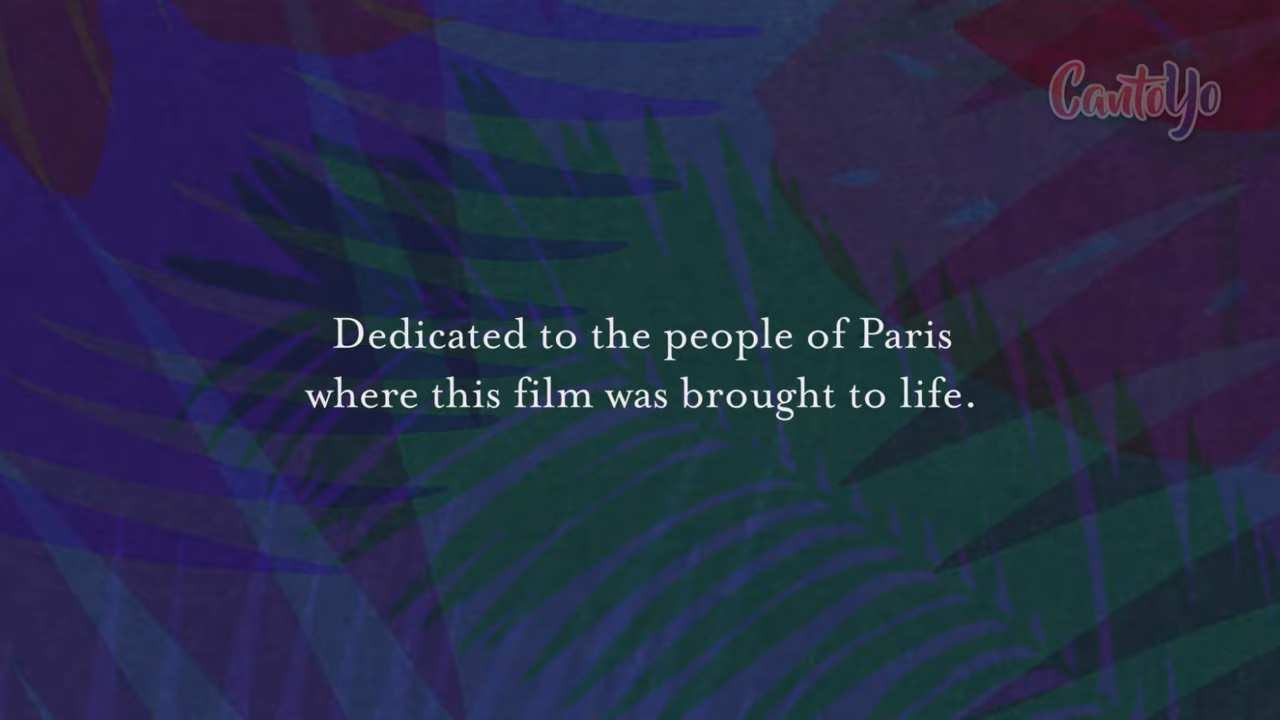 CantoYo
Dedicated to the people of Paris
where this film was brought to life.